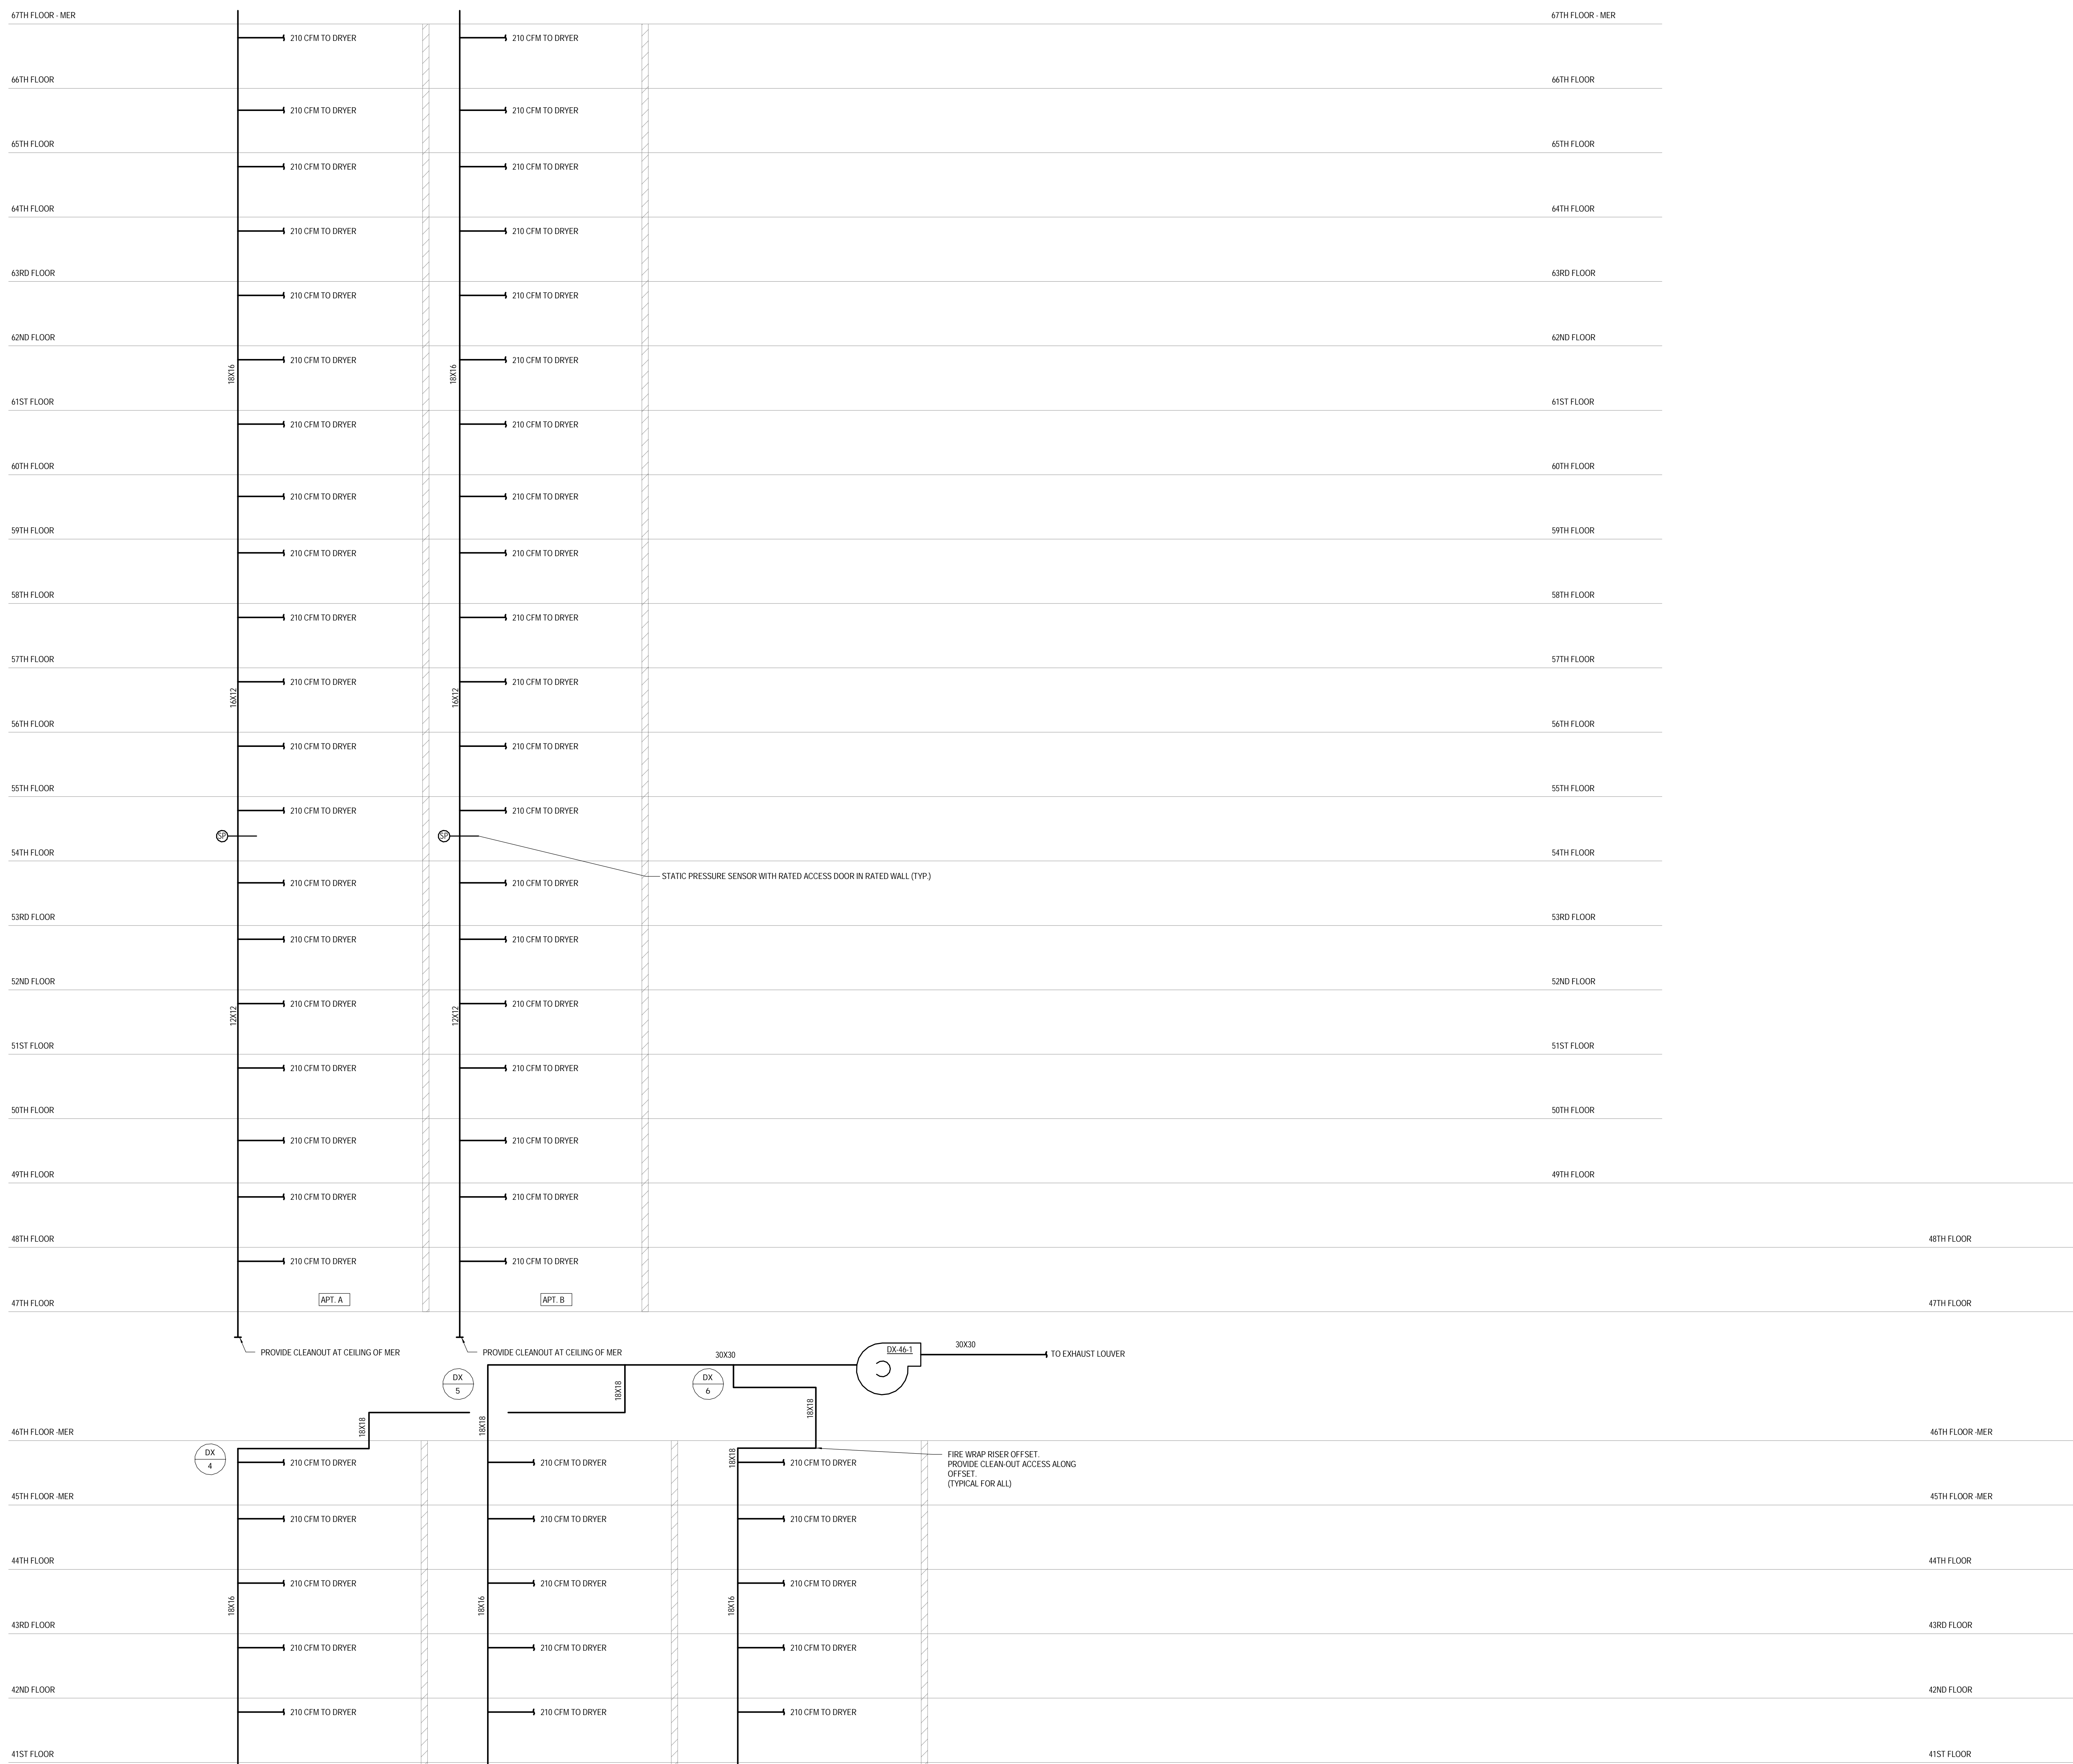 67TH FLOOR - MER 67TH FLOOR - MER
210 CFM TO DRYER 210 CFM TO DRYER
66TH FLOOR 66TH FLOOR
210 CFM TO DRYER 210 CFM TO DRYER
65TH FLOOR 65TH FLOOR
210 CFM TO DRYER 210 CFM TO DRYER
64TH FLOOR 64TH FLOOR
210 CFM TO DRYER 210 CFM TO DRYER
63RD FLOOR 63RD FLOOR
210 CFM TO DRYER 210 CFM TO DRYER
62ND FLOOR 62ND FLOOR
210 CFM TO DRYER 210 CFM TO DRYER
18X16 18X16
61ST FLOOR 61ST FLOOR
210 CFM TO DRYER 210 CFM TO DRYER
60TH FLOOR 60TH FLOOR
210 CFM TO DRYER 210 CFM TO DRYER
59TH FLOOR 59TH FLOOR
210 CFM TO DRYER 210 CFM TO DRYER
58TH FLOOR 58TH FLOOR
210 CFM TO DRYER 210 CFM TO DRYER
57TH FLOOR 57TH FLOOR
210 CFM TO DRYER 210 CFM TO DRYER
16X12 16X12
56TH FLOOR 56TH FLOOR
210 CFM TO DRYER 210 CFM TO DRYER
55TH FLOOR 55TH FLOOR
210 CFM TO DRYER 210 CFM TO DRYER
SP SP
54TH FLOOR 54TH FLOOR
STATIC PRESSURE SENSOR WITH RATED ACCESS DOOR IN RATED WALL (TYP.)
210 CFM TO DRYER 210 CFM TO DRYER
53RD FLOOR 53RD FLOOR
210 CFM TO DRYER 210 CFM TO DRYER
52ND FLOOR 52ND FLOOR
210 CFM TO DRYER 210 CFM TO DRYER
12X12 12X12
51ST FLOOR 51ST FLOOR
210 CFM TO DRYER 210 CFM TO DRYER
50TH FLOOR 50TH FLOOR
210 CFM TO DRYER 210 CFM TO DRYER
49TH FLOOR 49TH FLOOR
210 CFM TO DRYER 210 CFM TO DRYER
48TH FLOOR 48TH FLOOR
210 CFM TO DRYER 210 CFM TO DRYER
APT. A APT. B
47TH FLOOR 47TH FLOOR
PROVIDE CLEANOUT AT CEILING OF MER PROVIDE CLEANOUT AT CEILING OF MER
30X30 DX-46-1 30X30 TO EXHAUST LOUVER
DX DX
5 6
18X18 18X18
18X18 18X18
46TH FLOOR -MER 46TH FLOOR -MER
DX
4
18X18
FIRE WRAP RISER OFFSET.
PROVIDE CLEAN-OUT ACCESS ALONG
OFFSET.
(TYPICAL FOR ALL)
210 CFM TO DRYER 210 CFM TO DRYER 210 CFM TO DRYER
45TH FLOOR -MER 45TH FLOOR -MER
210 CFM TO DRYER 210 CFM TO DRYER 210 CFM TO DRYER
44TH FLOOR 44TH FLOOR
210 CFM TO DRYER 210 CFM TO DRYER 210 CFM TO DRYER
18X16 18X16 18X16
43RD FLOOR 43RD FLOOR
210 CFM TO DRYER 210 CFM TO DRYER 210 CFM TO DRYER
42ND FLOOR 42ND FLOOR
210 CFM TO DRYER 210 CFM TO DRYER 210 CFM TO DRYER
41ST FLOOR 41ST FLOOR